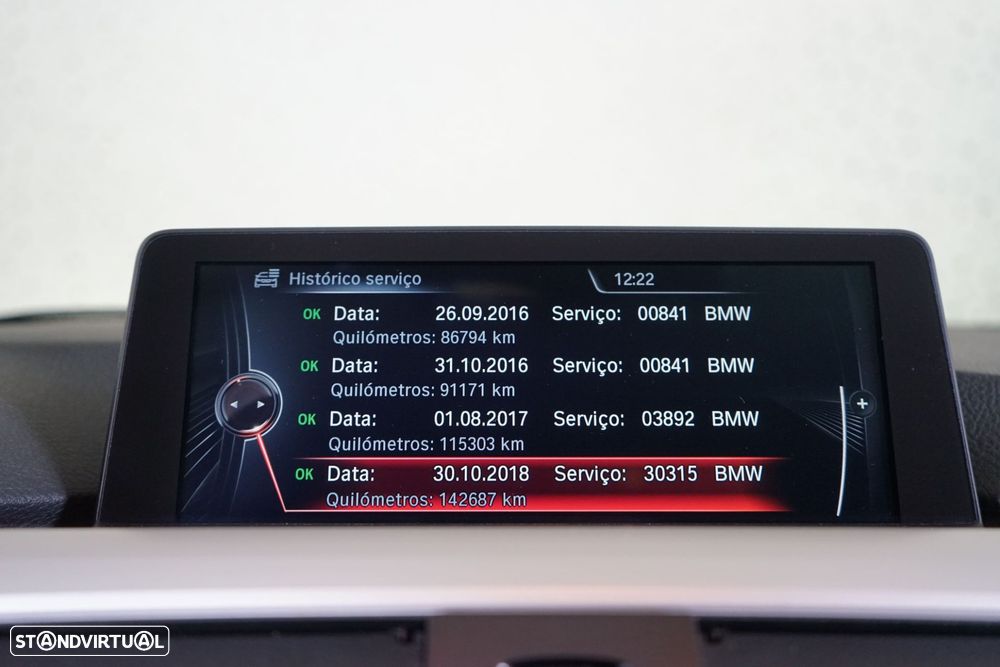 Histórico serviço 12:22
OK Data: 26.09.2016 Serviço: 00841 BMW
Quilómetros: 86794 km
OK Data: 31.10.2016 Serviço: 00841 BMW
Quilómetros: 91171 km
OK Data: 01.08.2017 Serviço: 03892 BMW
Quilómetros: 115303 km
OK Data: 30.10.2018 Serviço: 30315 BMW
Quilómetros: 142687 km
STANDVIRTUAL